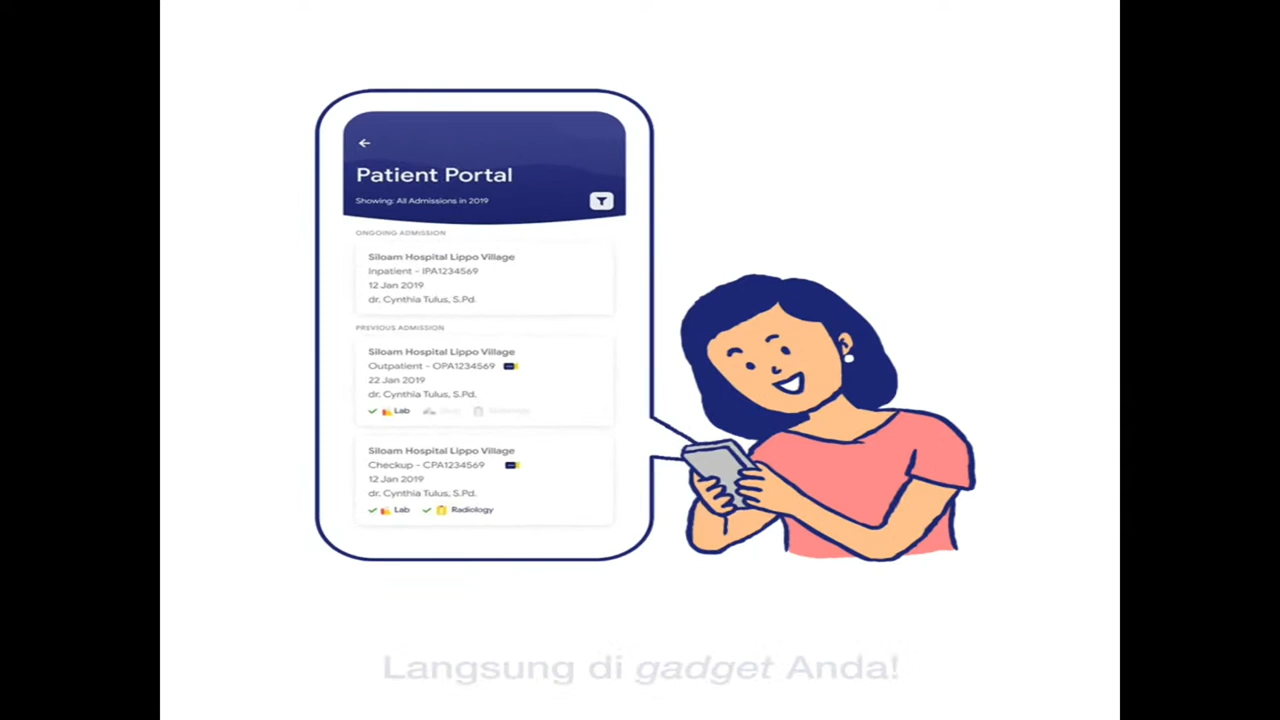 Patient Portal
Showing: All Admissions in 2019
ONGOING ADMISSION
Siloam Hospital Lippo Village
Inpatient - IPA1234569
12 Jan 2019
dr. Cynthia Tulus, S.Pd.
PREVIOUS ADMISSION
Siloam Hospital Lippo Village
Outpatient - OPA1234569
22 Jan 2019
dr. Cynthia Tulus, S.Pd.
Lab
Siloam Hospital Lippo Village
Checkup - CPA1234569
12 Jan 2019
dr. Cynthia Tulus, S.Pd.
Lab Radiology
Langsung di gadget Anda!